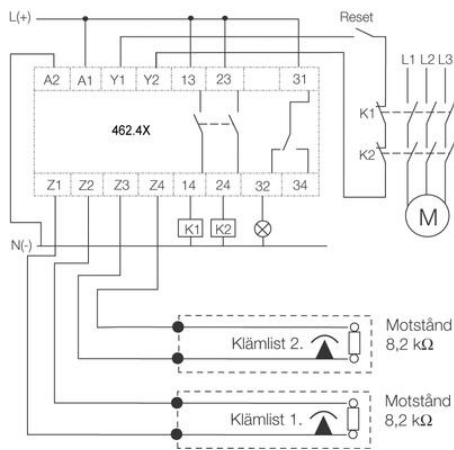 L(+)
Reset
A2 A1 Y1 Y2 13 23 31
L1 L2 L3
462.4X
K1
K2
Z1 Z2 Z3 Z4 14 24 32 34
K1 K2
M
N(-)
Klämlist 2.
Motstånd
8,2 kΩ
Klämlist 1.
Motstånd
8,2 kΩ